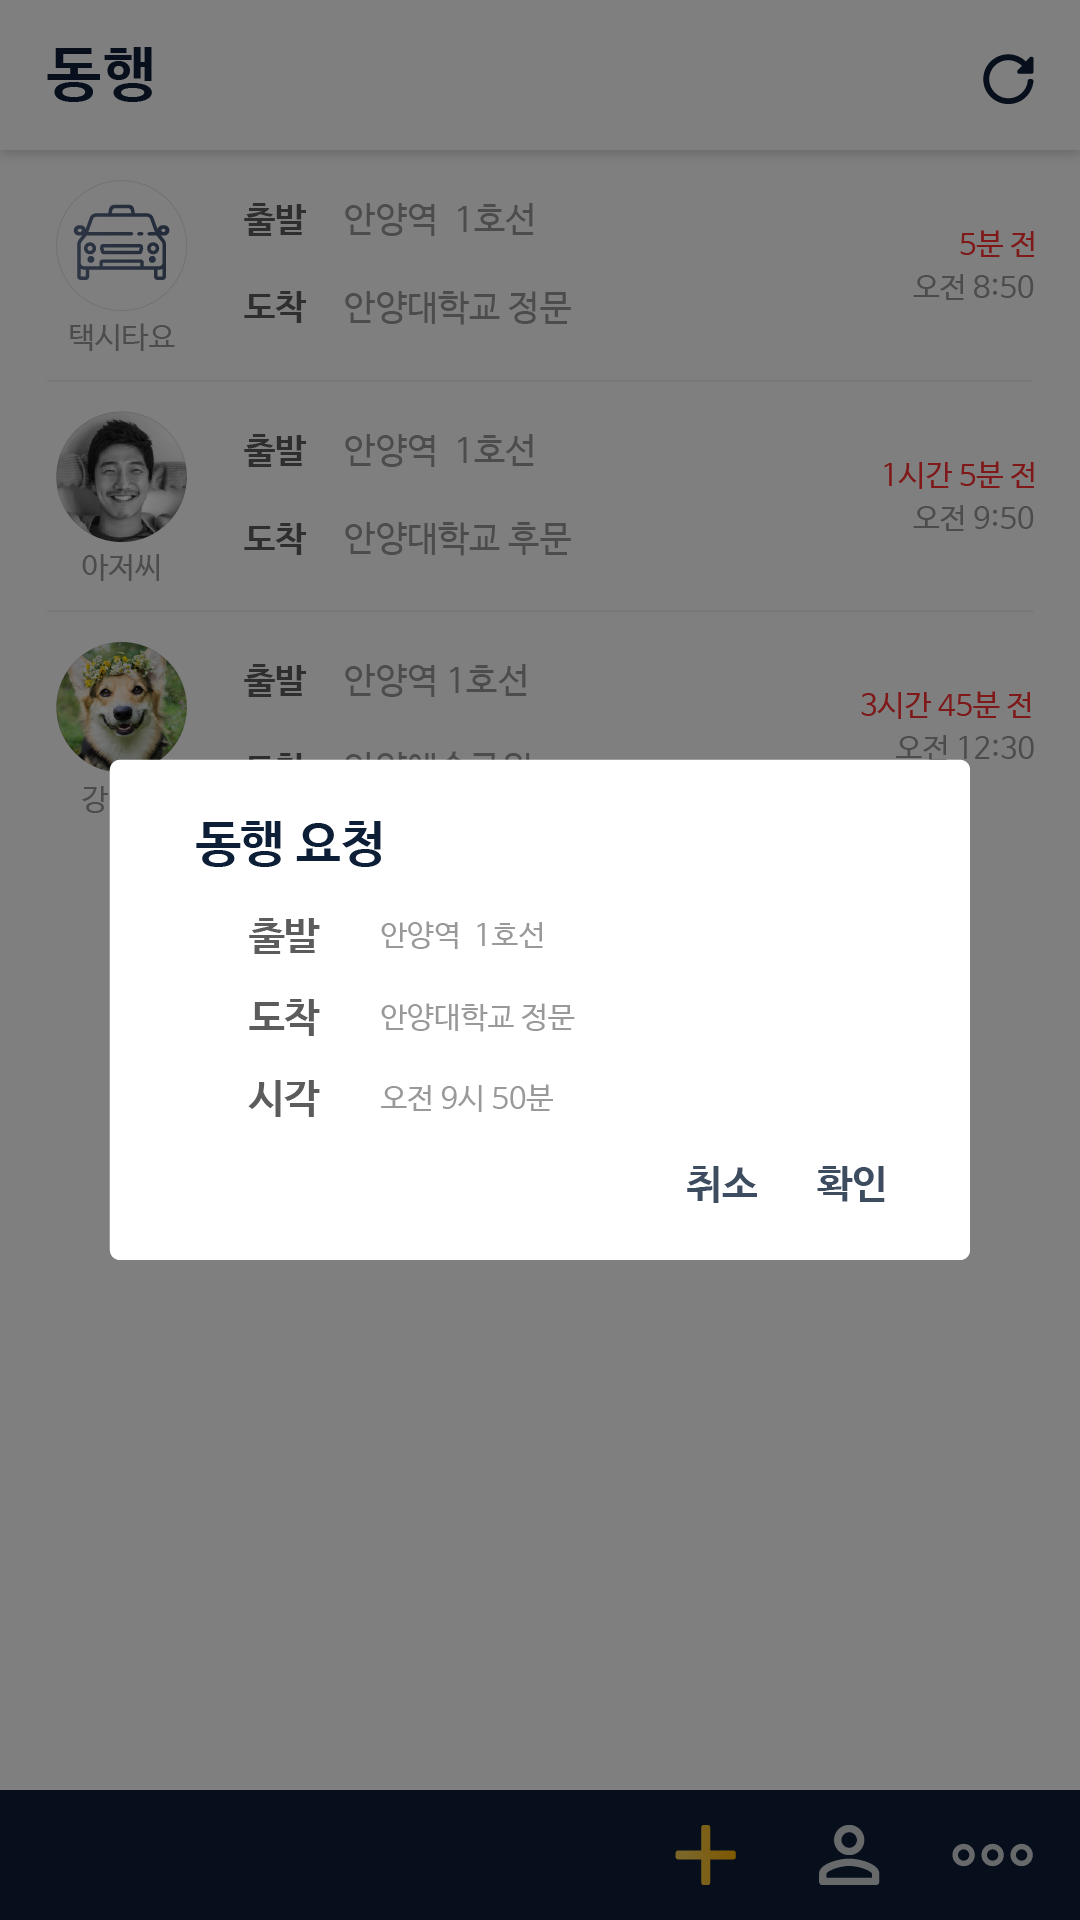 동행
출발 안양역 1호선
5분 전
오전 8:50
도착 안양대학교 정문
택시타요
출발 안양역 1호선
1시간 5분 전
오전 9:50
도착 안양대학교 후문
아저씨
출발 안양역 1호선
3시간 45분 전
오전 12:30
강
동행 요청
출발 안양역 1호선
도착 안양대학교 정문
시각 오전 9시 50분
취소 확인